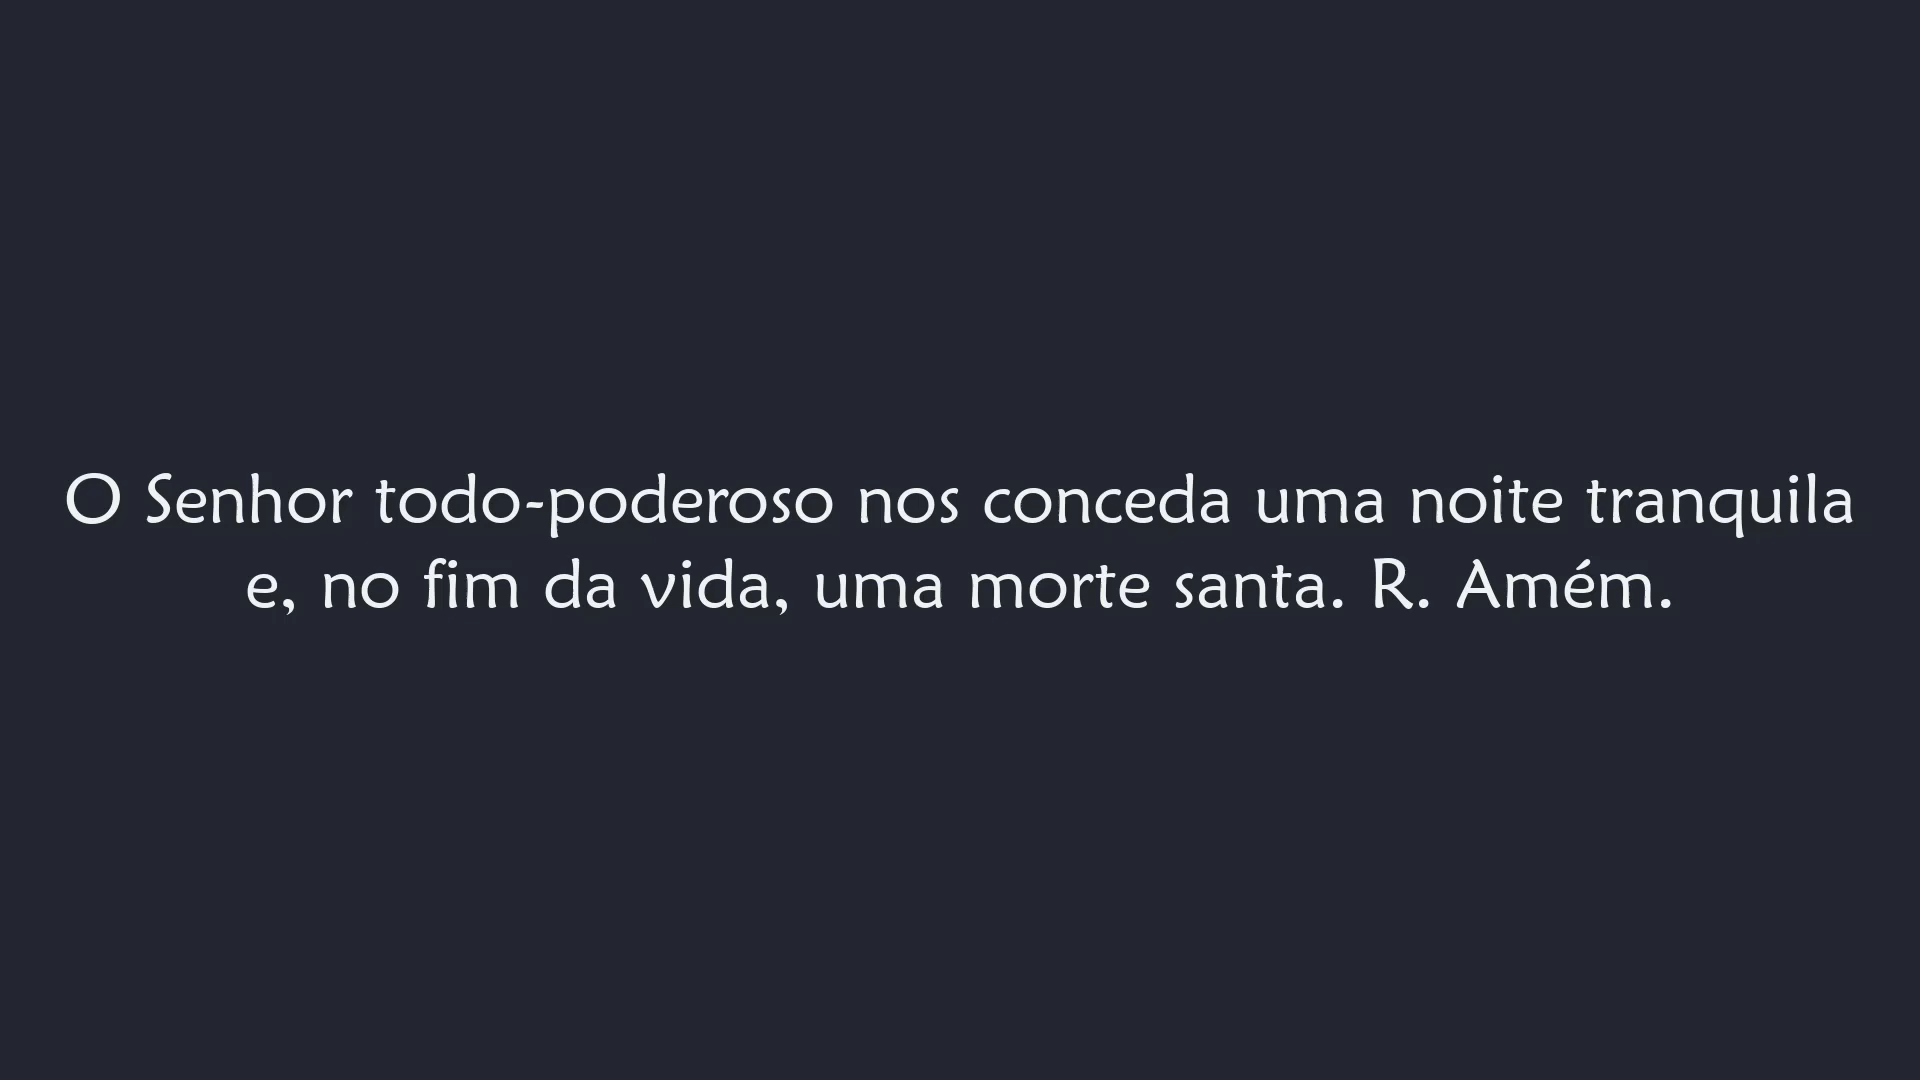 O Senhor todo-poderoso nos conceda uma noite tranquila
e, no fim da vida, uma morte santa. R. Amém.